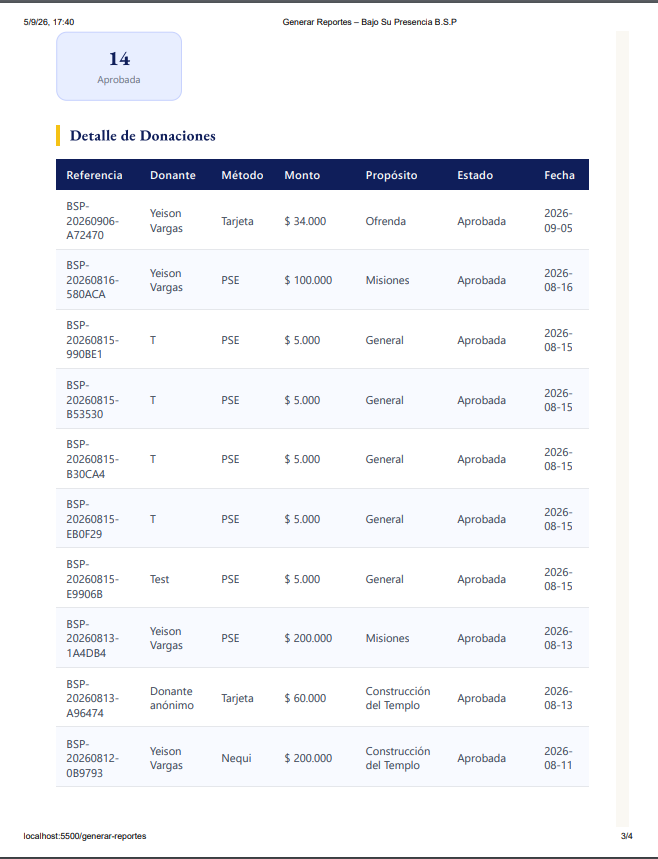 5/9/26, 17:40 Generar Reportes – Bajo Su Presencia B.S.P
14
Aprobada
Detalle de Donaciones
Referencia Donante Método Monto Propósito Estado Fecha
BSP-
20260906-
A72470 Yeison
Vargas Tarjeta $ 34.000 Ofrenda Aprobada 2026-
09-05
BSP-
20260816-
580ACA Yeison
Vargas PSE $ 100.000 Misiones Aprobada 2026-
08-16
BSP-
20260815-
990BE1 T PSE $ 5.000 General Aprobada 2026-
08-15
BSP-
20260815-
B53530 T PSE $ 5.000 General Aprobada 2026-
08-15
BSP-
20260815-
B30CA4 T PSE $ 5.000 General Aprobada 2026-
08-15
BSP-
20260815-
EB0F29 T PSE $ 5.000 General Aprobada 2026-
08-15
BSP-
20260815-
E9906B Test PSE $ 5.000 General Aprobada 2026-
08-15
BSP-
20260813-
1A4DB4 Yeison
Vargas PSE $ 200.000 Misiones Aprobada 2026-
08-13
BSP-
20260813-
A96474 Donante
anónimo Tarjeta $ 60.000 Construcción
del Templo Aprobada 2026-
08-13
BSP-
20260812-
0B9793 Yeison
Vargas Nequi $ 200.000 Construcción
del Templo Aprobada 2026-
08-11
localhost:5500/generar-reportes 3/4